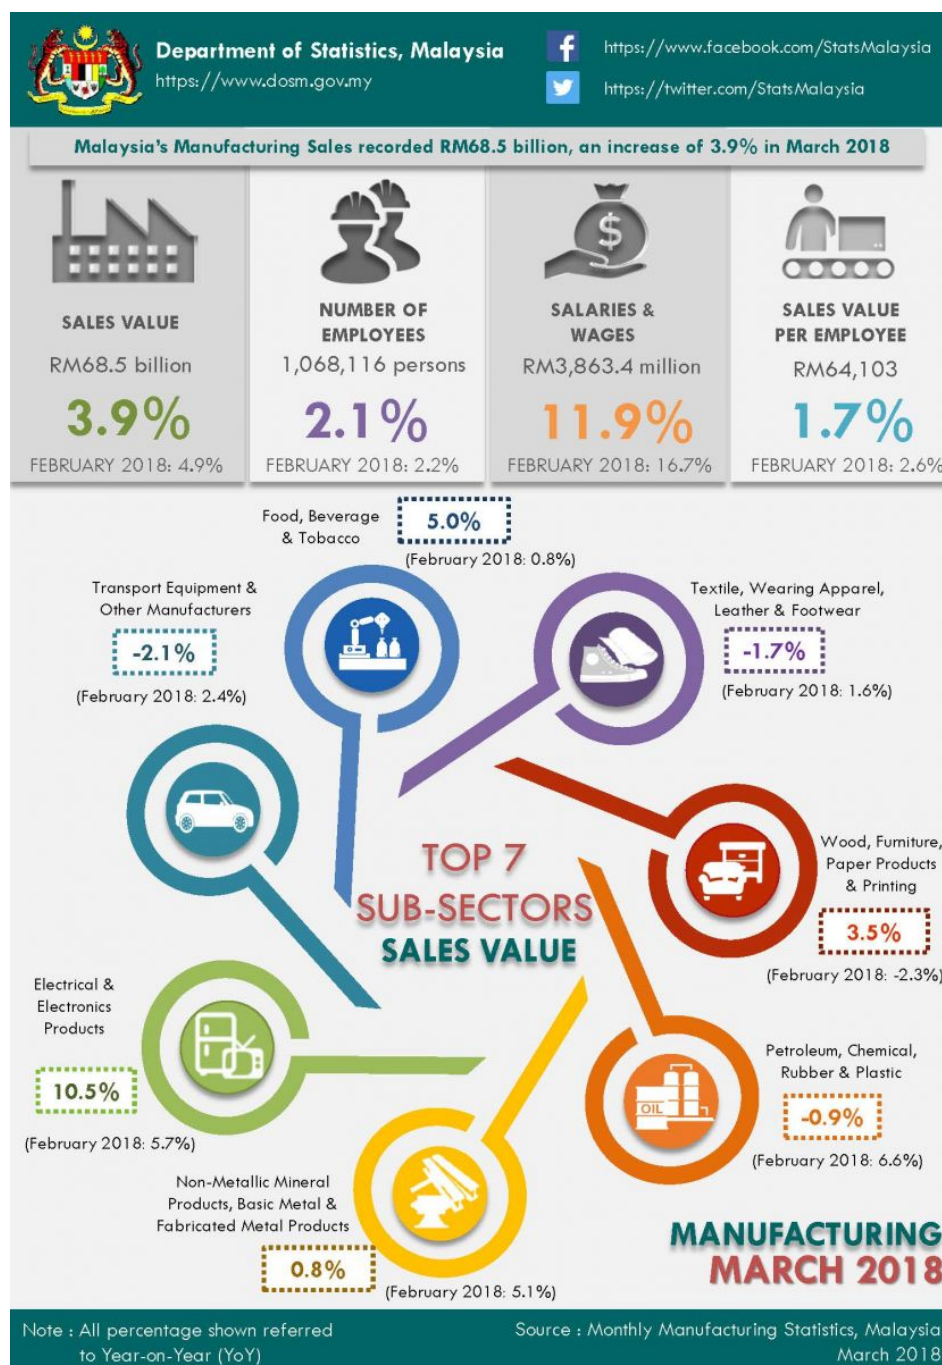 Department of Statistics, Malaysia
https://www.dosm.gov.my
https://www.facebook.com/StatsMalaysia
https://twitter.com/StatsMalaysia
Malaysia's Manufacturing Sales recorded RM68.5 billion, an increase of 3.9% in March 2018
SALES VALUE
RM68.5 billion
3.9%
FEBRUARY 2018: 4.9%
NUMBER OF
EMPLOYEES
1,068,116 persons
2.1%
FEBRUARY 2018: 2.2%
SALARIES &
WAGES
RM3,863.4 million
11.9%
FEBRUARY 2018: 16.7%
SALES VALUE
PER EMPLOYEE
RM64,103
1.7%
FEBRUARY 2018: 2.6%
Food, Beverage
& Tobacco
5.0%
(February 2018: 0.8%)
Transport Equipment &
Other Manufacturers
-2.1%
(February 2018: 2.4%)
Textile, Wearing Apparel,
Leather & Footwear
-1.7%
(February 2018: 1.6%)
TOP 7
SUB-SECTORS
SALES VALUE
Wood, Furniture,
Paper Products
& Printing
3.5%
(February 2018: -2.3%)
Electrical &
Electronics
Products
10.5%
(February 2018: 5.7%)
Petroleum, Chemical,
Rubber & Plastic
OIL
-0.9%
(February 2018: 6.6%)
Non-Metallic Mineral
Products, Basic Metal &
Fabricated Metal Products
0.8%
(February 2018: 5.1%)
MANUFACTURING
MARCH 2018
Note : All percentage shown referred
to Year-on-Year (YoY)
Source : Monthly Manufacturing Statistics, Malaysia
March 2018